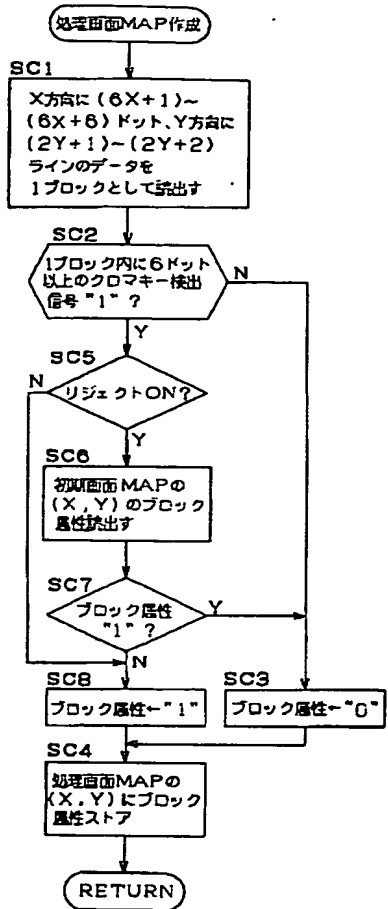 処理画面MAP作成
SC1
X方向に(6X+1)~
(6X+6)ドット、Y方向に
(2Y+1)~(2Y+2)
ラインのデータを
1ブロックとして読出す
SC2
1ブロック内に6ドット
以上のクロマキー検出
信号"1"?
N
Y
SC5
N
リジェクトON?
Y
SC6
初期画面MAPの
(X,Y)のブロック
属性読出す
SC7
ブロック属性
"1"?
Y
N
SC8
ブロック属性←"1"
SC3
ブロック属性←"0"
SC4
処理画面MAPの
(X,Y)にブロック
属性ストア
RETURN